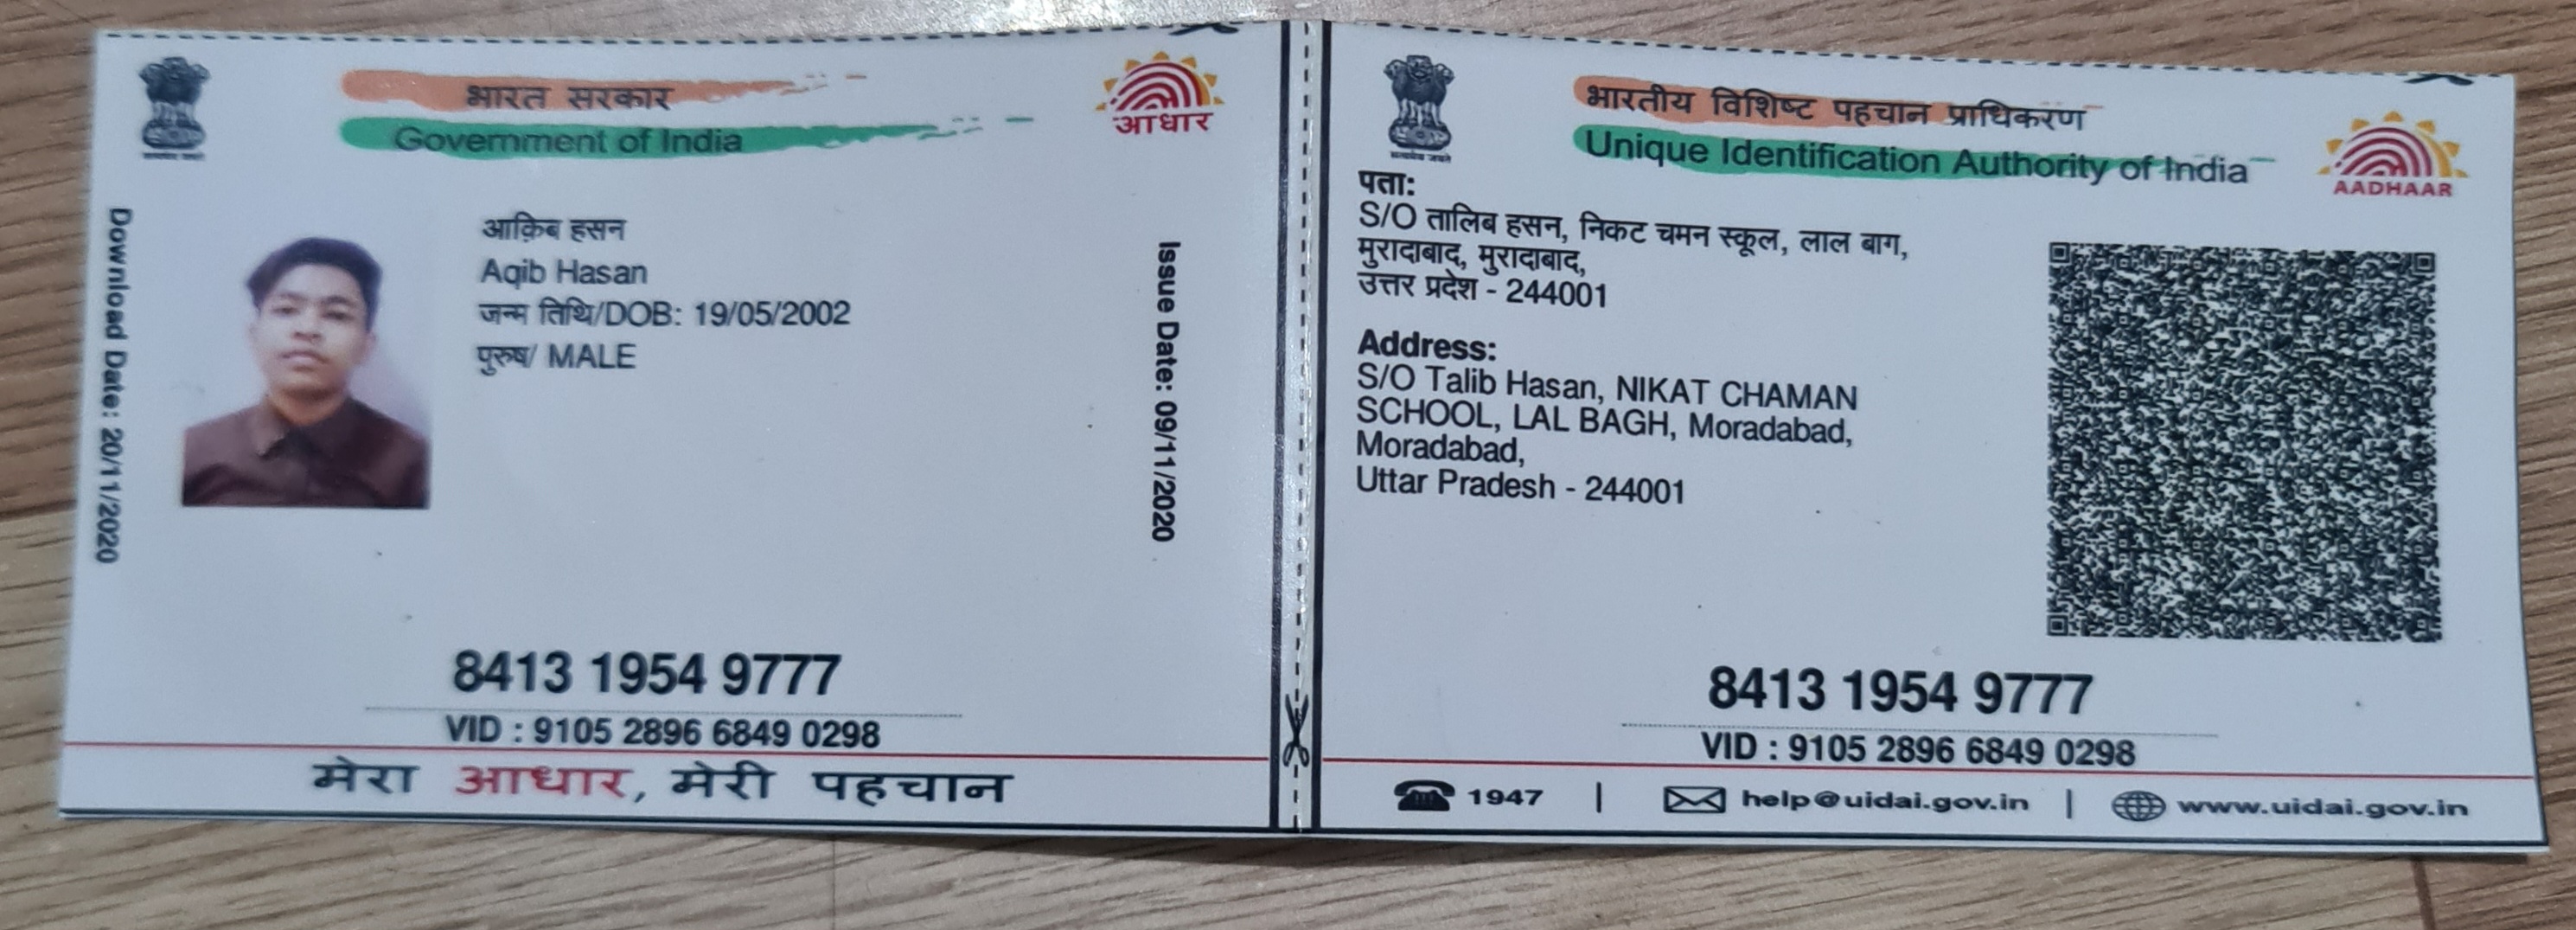 भारत सरकार
Government of India
आधार
Download Date: 20/11/2020
आक़िब हसन
Aqib Hasan
जन्म तिथि/DOB: 19/05/2002
पुरुष/ MALE
Issue Date: 09/11/2020
8413 1954 9777
VID : 9105 2896 6849 0298
मेरा आधार, मेरी पहचान
भारतीय विशिष्ट पहचान प्राधिकरण
Unique Identification Authority of India
AADHAAR
पता:
S/O तालिब हसन, निकट चमन स्कूल, लाल बाग,
मुरादाबाद, मुरादाबाद,
उत्तर प्रदेश - 244001
Address:
S/O Talib Hasan, NIKAT CHAMAN
SCHOOL, LAL BAGH, Moradabad,
Moradabad,
Uttar Pradesh - 244001
8413 1954 9777
VID : 9105 2896 6849 0298
1947 | help@uidai.gov.in | www.uidai.gov.in